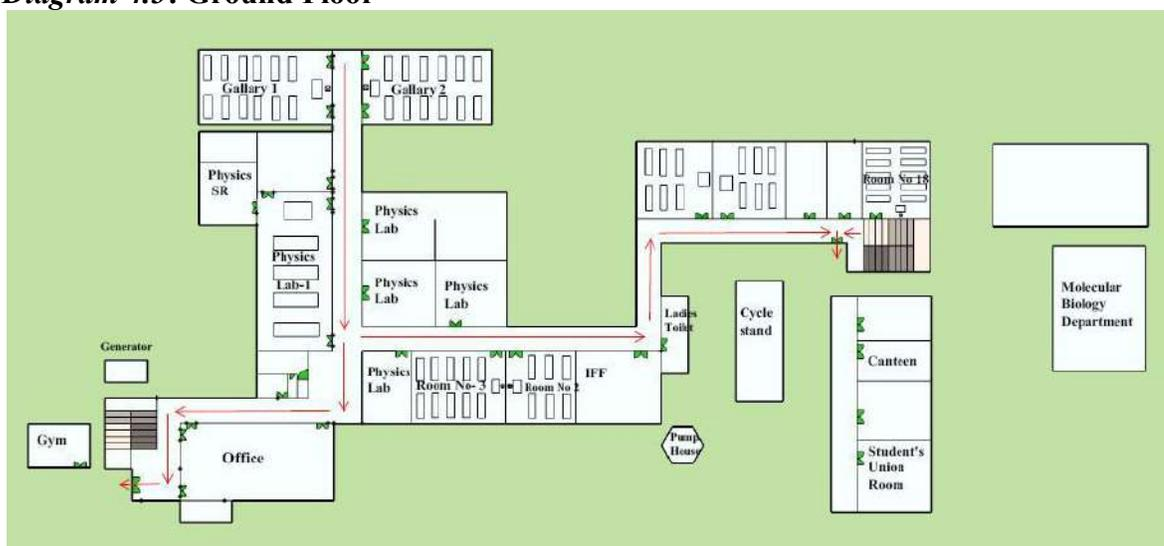 Diagram 4.5: Ground Floor
Gallary 1
Gallary 2
Physics
SR
Physics
Lab
Room No 18
Physics
Lab-1
Physics
Lab
Physics
Lab
Molecular
Biology
Department
Ladies
Toilet
Cycle
stand
Generator
Canteen
Physics
Lab
Room No- 3
Room No 2
IFF
Gym
Office
Pump
House
Student's
Union
Room